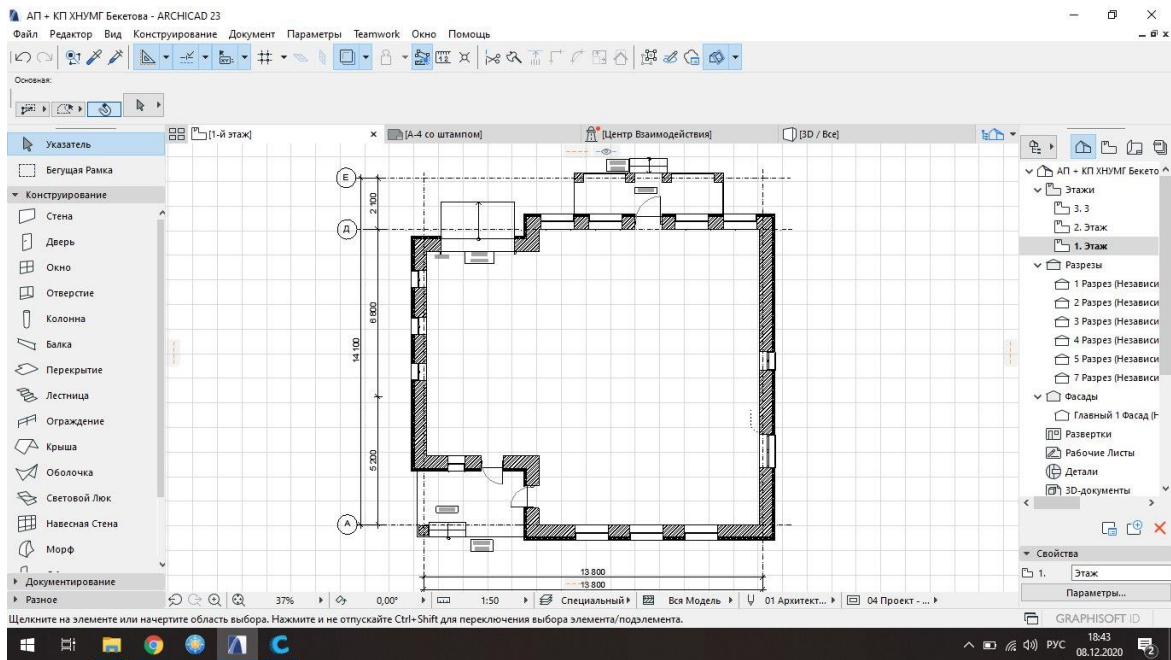 АП + КП ХНУМГ Бекетова - ARCHICAD 23
Файл Редактор Вид Конструирование Документ Параметры Teamwork Окно Помощь
Основная:
[1-й этаж]
[А-4 со штампом]
[Центр Взаимодействия]
[3D / Все]
Указатель
Бегущая Рамка
Конструирование
Стена
Дверь
Окно
Отверстие
Колонна
Балка
Перекрытие
Лестница
Ограждение
Крыша
Оболочка
Световой Люк
Навесная Стена
Морф
Документирование
Разное
Е
2 100
Д
6 800
14 100
5 200
А
13 800
13 800
АП + КП ХНУМГ Бекето
Этажи
3. 3
2. Этаж
1. Этаж
Разрезы
1 Разрез (Независи
2 Разрез (Независи
3 Разрез (Независи
4 Разрез (Независи
5 Разрез (Независи
7 Разрез (Независи
Фасады
Главный 1 Фасад (Н
Развертки
Рабочие Листы
Детали
3D-документы
Свойства
1. Этаж
Параметры...
37% 0,00° 1:50 Специальный Вся Модель 01 Архитект... 04 Проект - ...
Щелкните на элементе или начертите область выбора. Нажмите и не отпускайте Ctrl+Shift для переключения выбора элемента/подэлемента.
GRAPHISOFT ID
РУС
18:43
08.12.2020
2